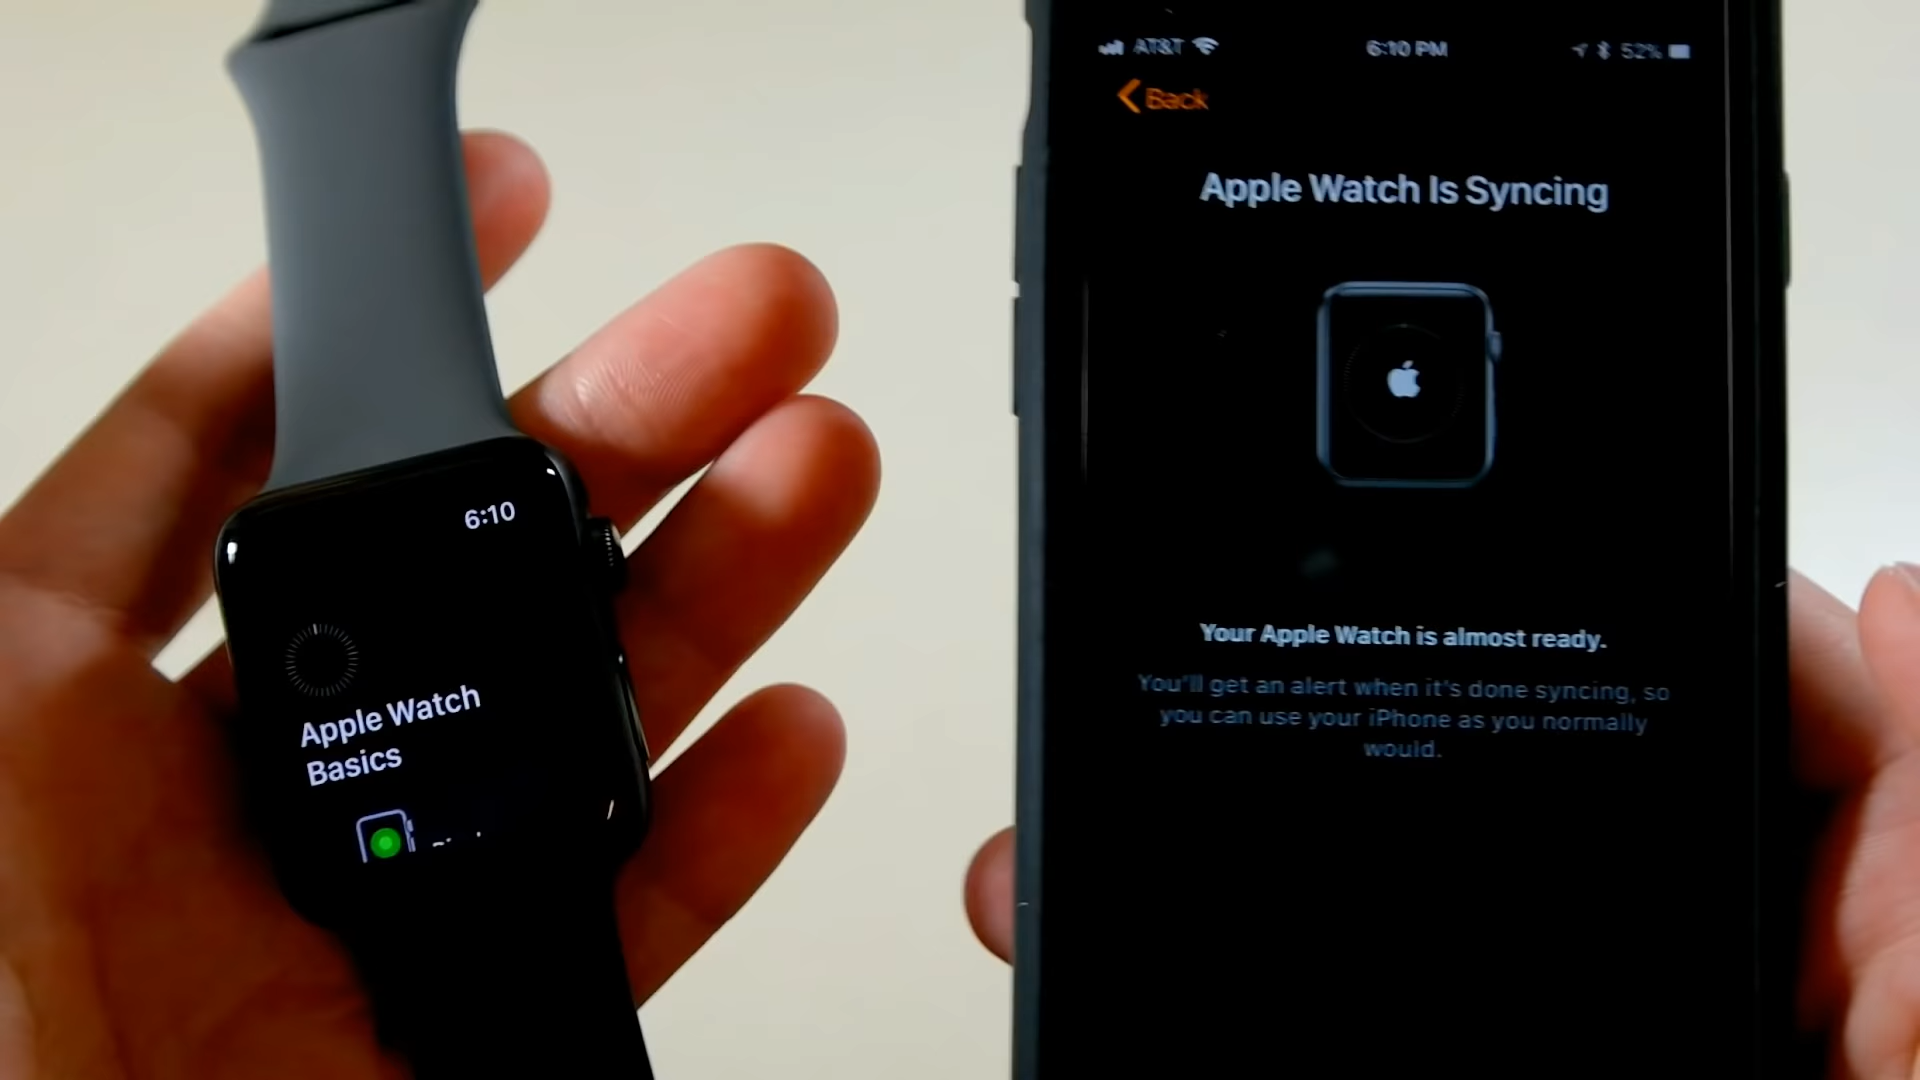 6:10
Apple Watch
Basics
AT&T 6:10 PM 52%
Back
Apple Watch Is Syncing
Your Apple Watch is almost ready.
You'll get an alert when it's done syncing, so
you can use your iPhone as you normally
would.